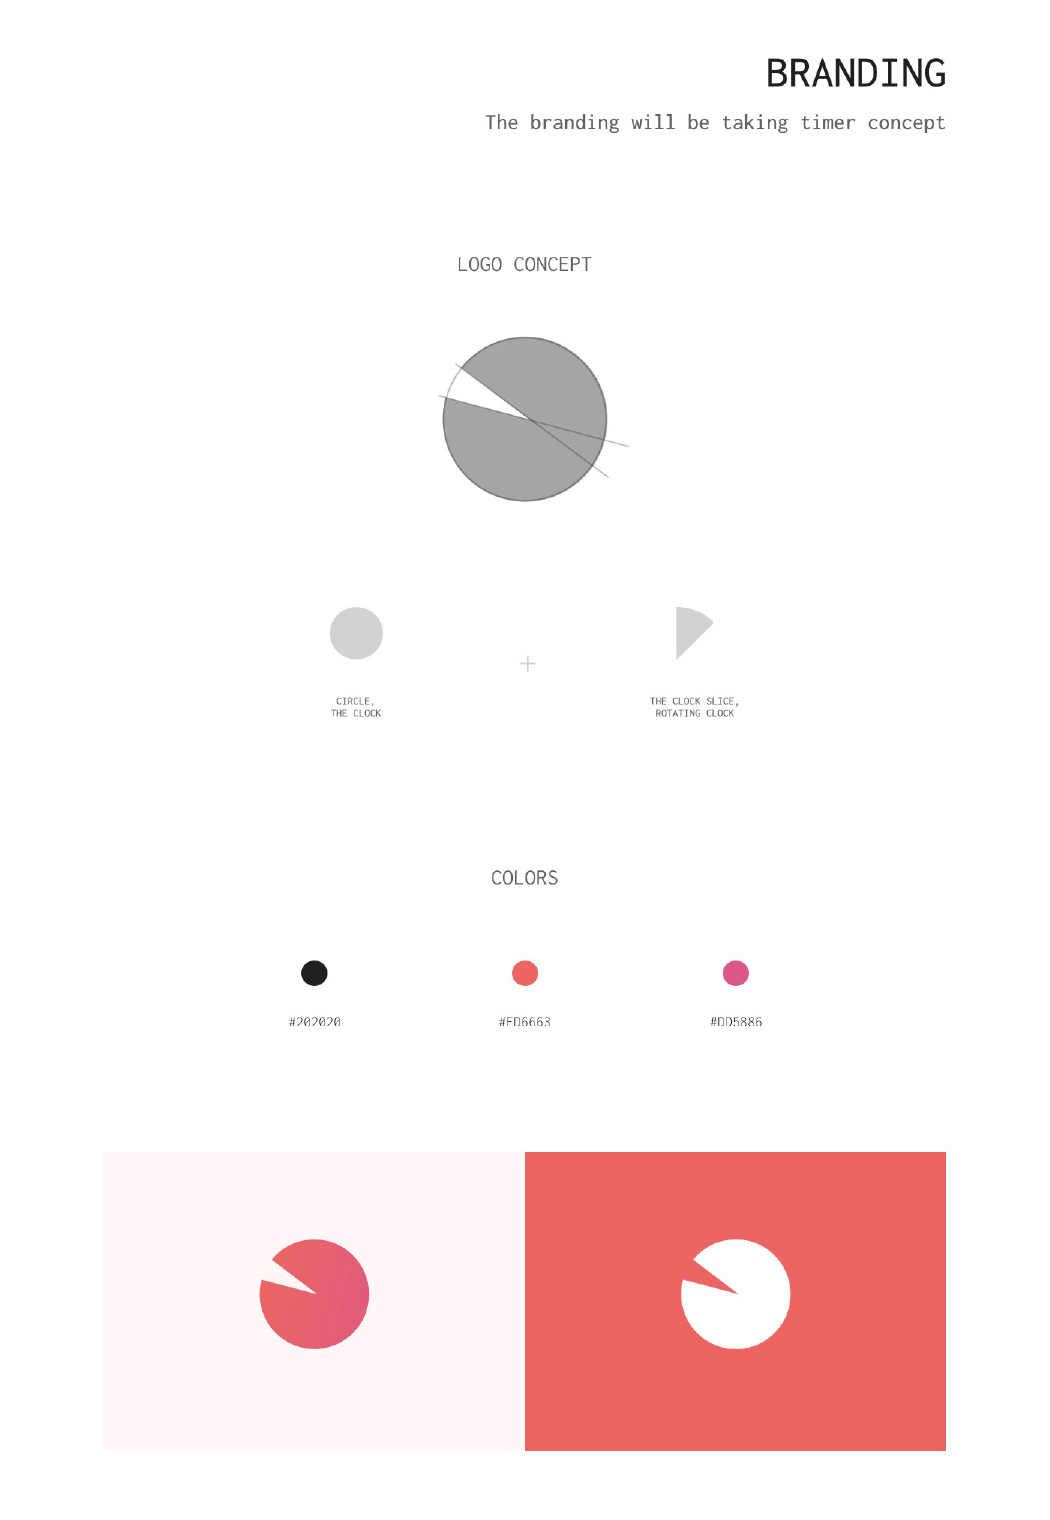 BRANDING
The branding will be taking timer concept
LOGO CONCEPT
CIRCLE,
THE CLOCK
+
THE CLOCK SLICE,
ROTATING CLOCK
COLORS
#202020
#ED6663
#DD5886